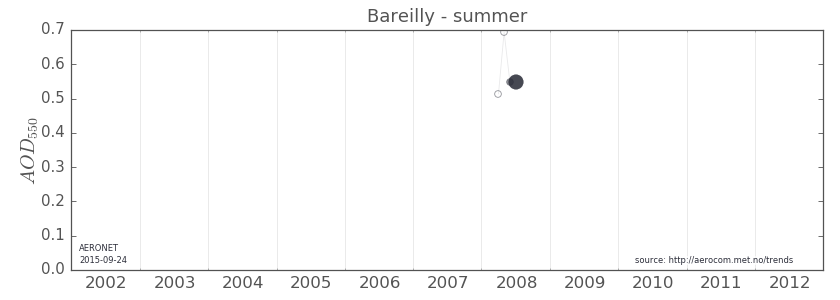 Bareilly - summer
0.7
0.6
0.5
0.4
0.3
0.2
0.1
0.0
AOD550
AERONET
2015-09-24
source: http://aerocom.met.no/trends
2002 2003 2004 2005 2006 2007 2008 2009 2010 2011 2012